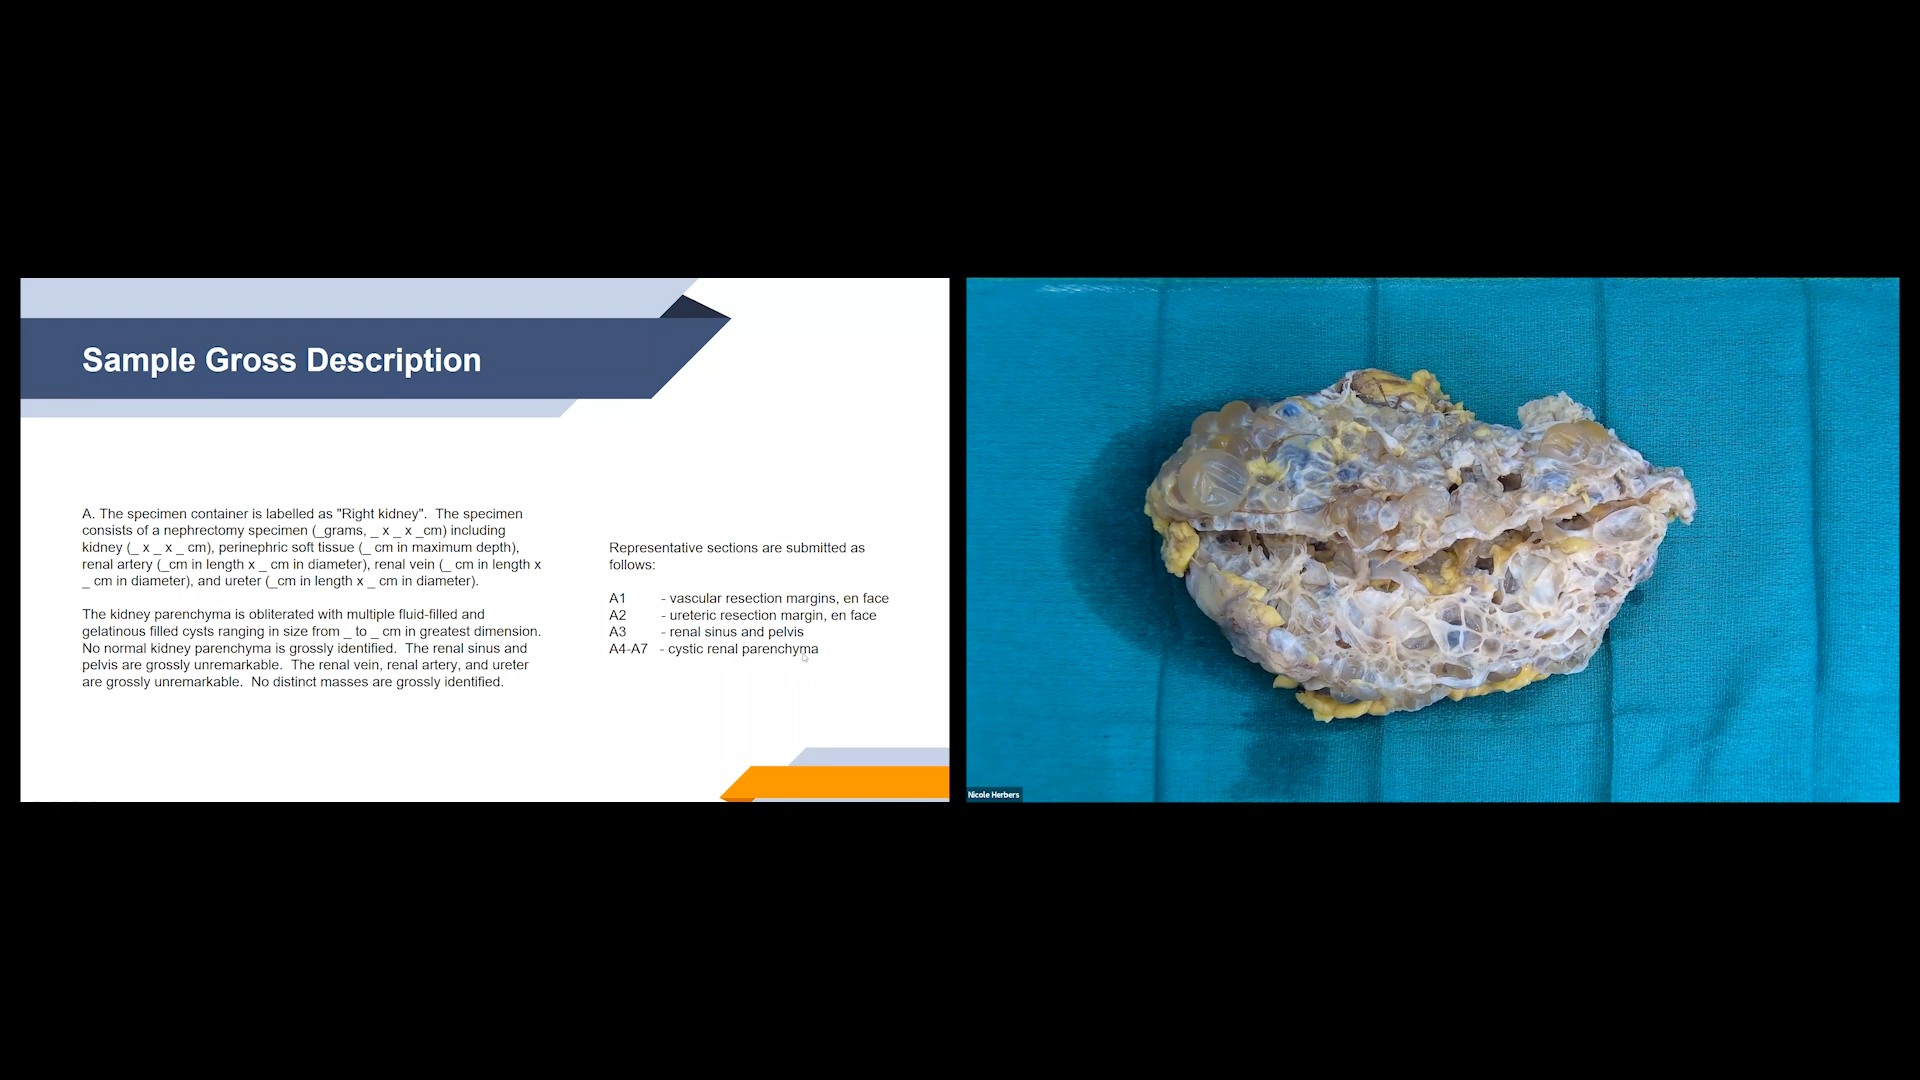 Sample Gross Description
A. The specimen container is labelled as "Right kidney". The specimen
consists of a nephrectomy specimen (_grams, _ x _ x _cm) including
kidney (_ x _ x _ cm), perinephric soft tissue (_ cm in maximum depth),
renal artery (_cm in length x _ cm in diameter), renal vein (_ cm in length x
_ cm in diameter), and ureter (_cm in length x _ cm in diameter).
The kidney parenchyma is obliterated with multiple fluid-filled and
gelatinous filled cysts ranging in size from _ to _ cm in greatest dimension.
No normal kidney parenchyma is grossly identified. The renal sinus and
pelvis are grossly unremarkable. The renal vein, renal artery, and ureter
are grossly unremarkable. No distinct masses are grossly identified.
Representative sections are submitted as
follows:
A1 - vascular resection margins, en face
A2 - ureteric resection margin, en face
A3 - renal sinus and pelvis
A4-A7 - cystic renal parenchyma
Nicole Herbers